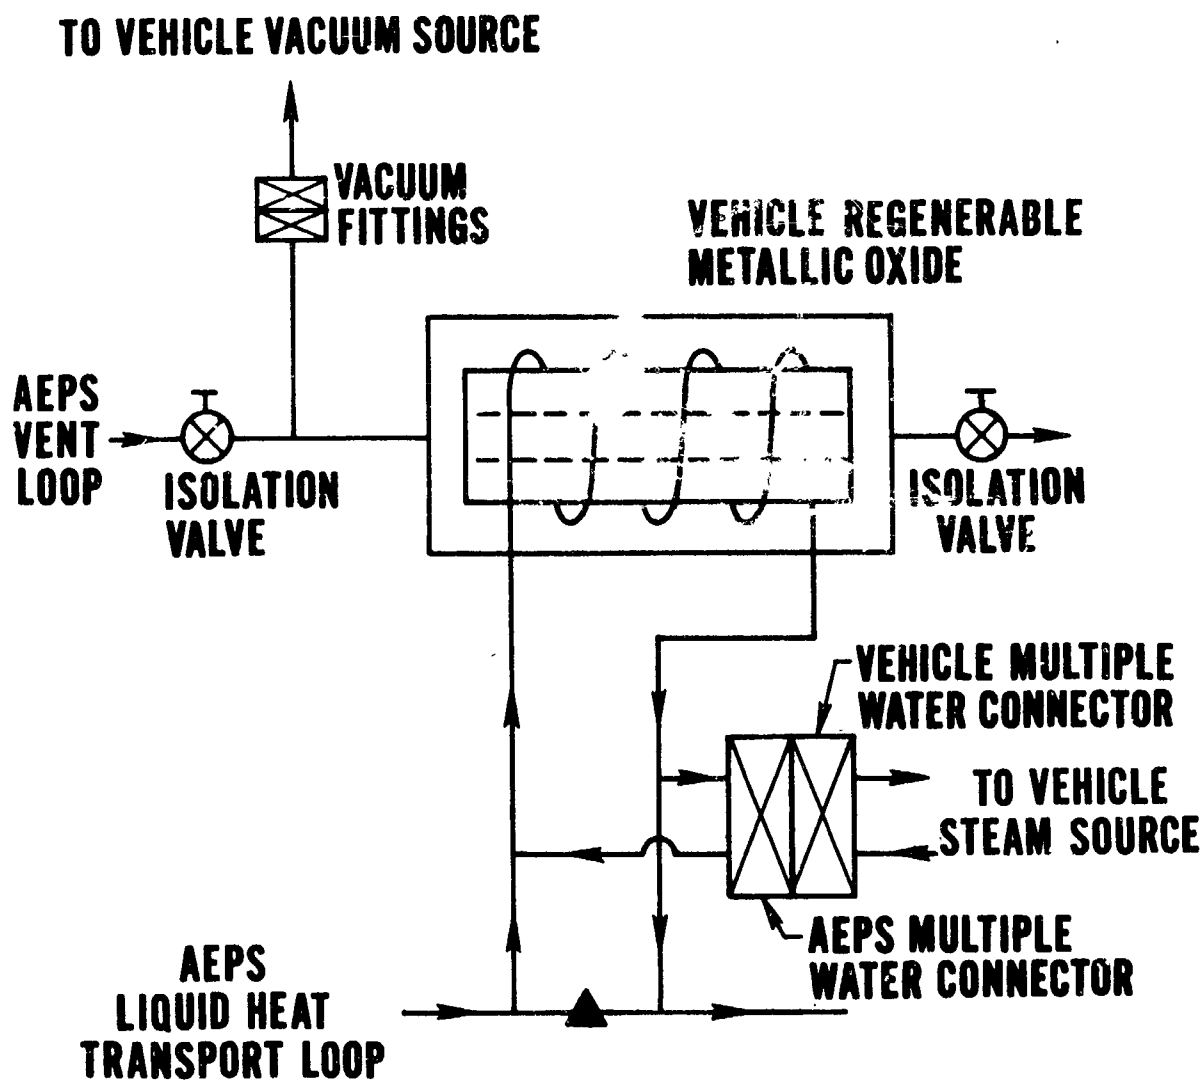 TO VEHICLE VACUUM SOURCE
VACUUM
FITTINGS
VEHICLE REGENERABLE
METALLIC OXIDE
AEPS
VENT
LOOP
ISOLATION
VALVE
ISOLATION
VALVE
VEHICLE MULTIPLE
WATER CONNECTOR
TO VEHICLE
STEAM SOURCE
AEPS MULTIPLE
WATER CONNECTOR
AEPS
LIQUID HEAT
TRANSPORT LOOP